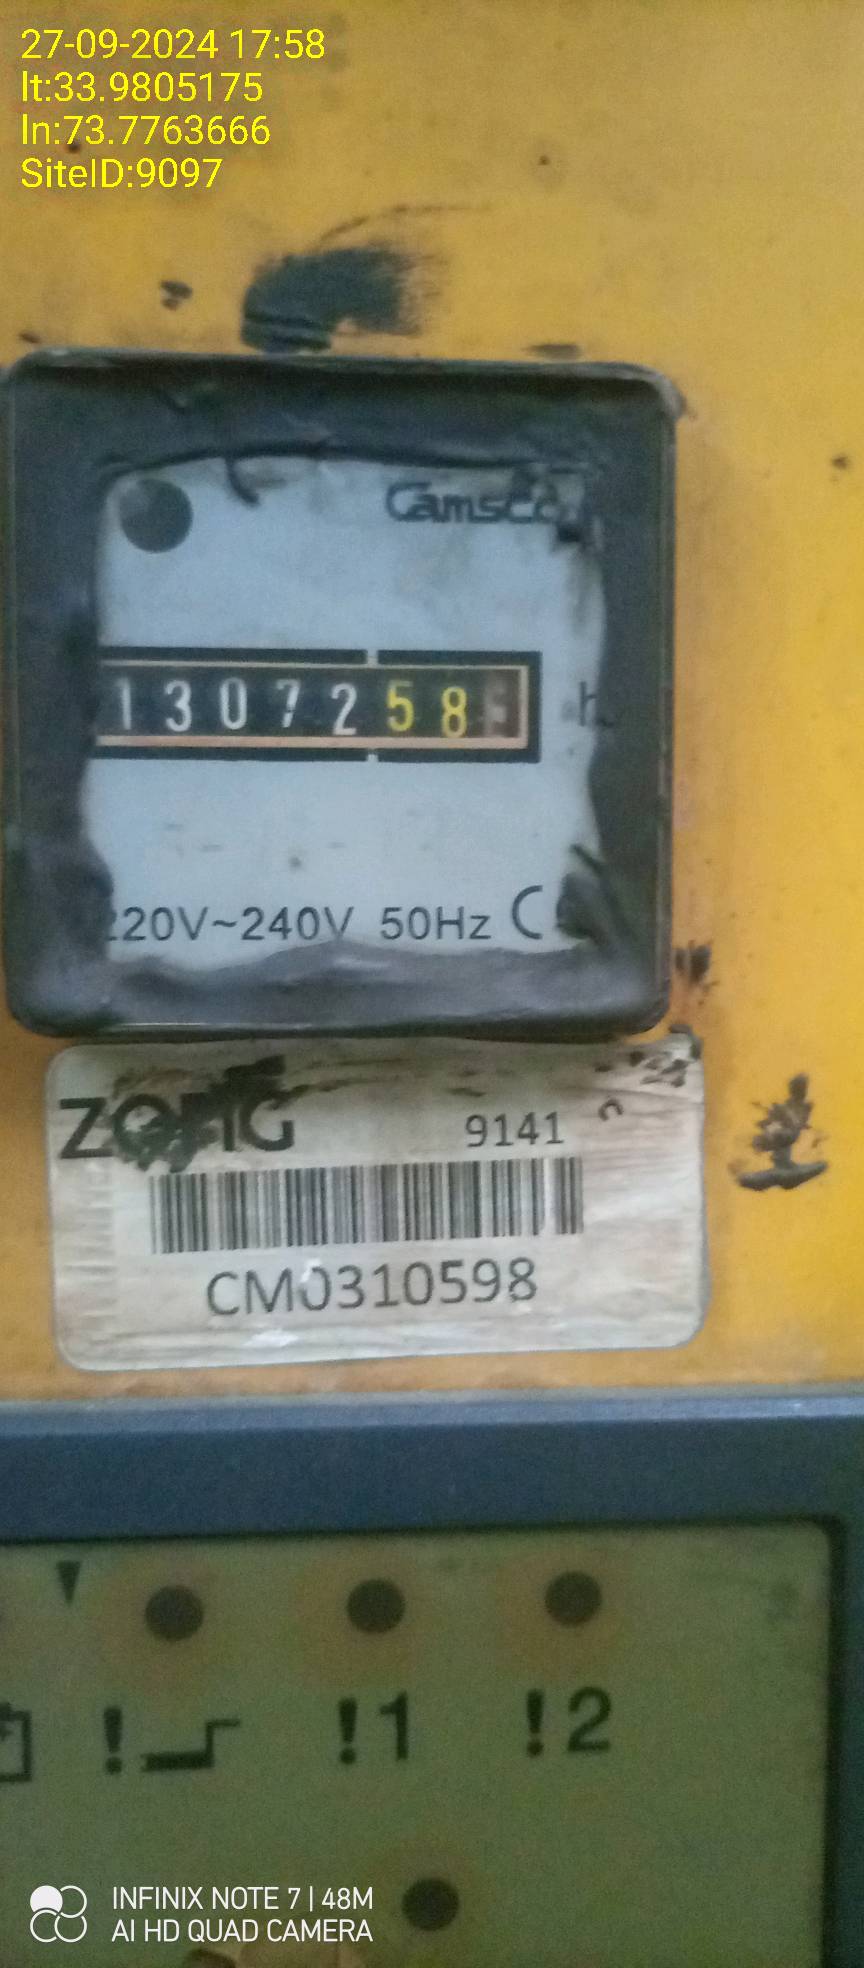 27-09-2024 17:58
lt:33.9805175
ln:73.7763666
SiteID:9097
Camsco
1307258
h
220V~240V 50Hz C
ZONG 9141
CM0310598
! !1 !2
INFINIX NOTE 7 | 48M
AI HD QUAD CAMERA